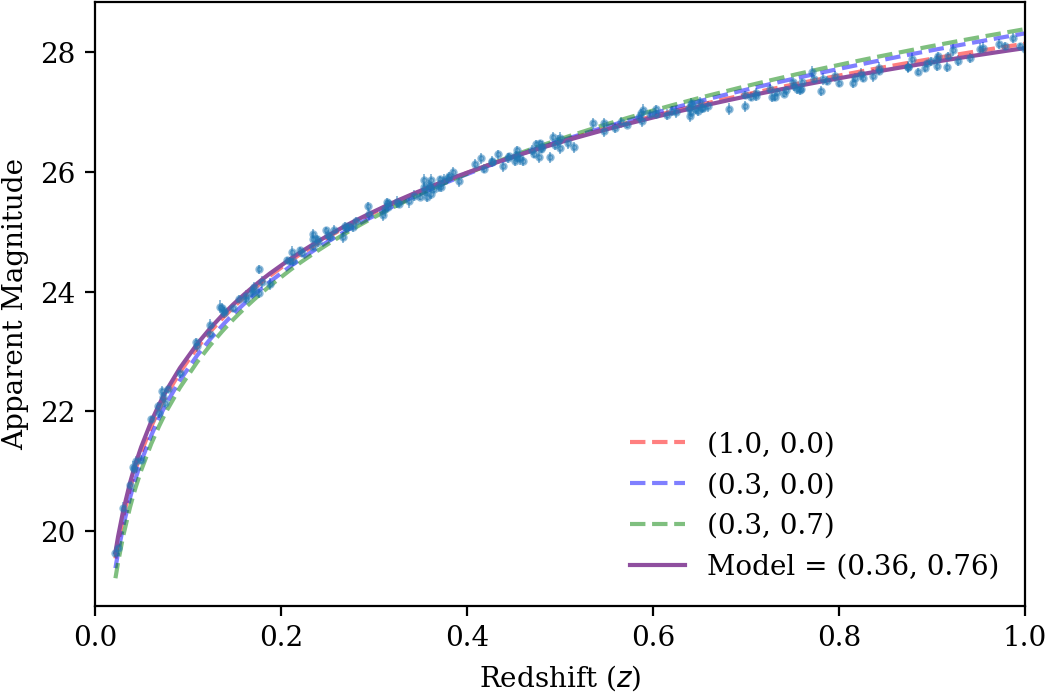 28
26
24
22
20
Apparent Magnitude
(1.0, 0.0)
(0.3, 0.0)
(0.3, 0.7)
Model = (0.36, 0.76)
0.0 0.2 0.4 0.6 0.8 1.0
Redshift (z)